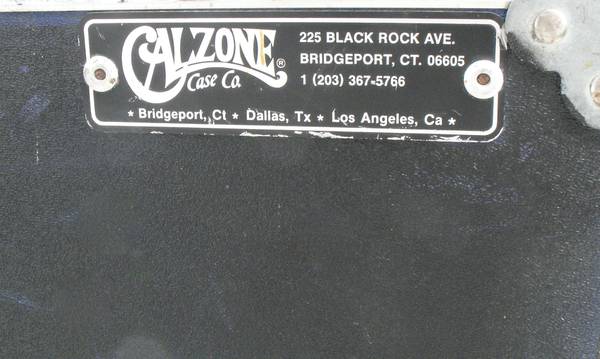 CALZONE®
Case Co.
225 BLACK ROCK AVE.
BRIDGEPORT, CT. 06605
1 (203) 367-5766
* Bridgeport, Ct * Dallas, Tx * Los Angeles, Ca *